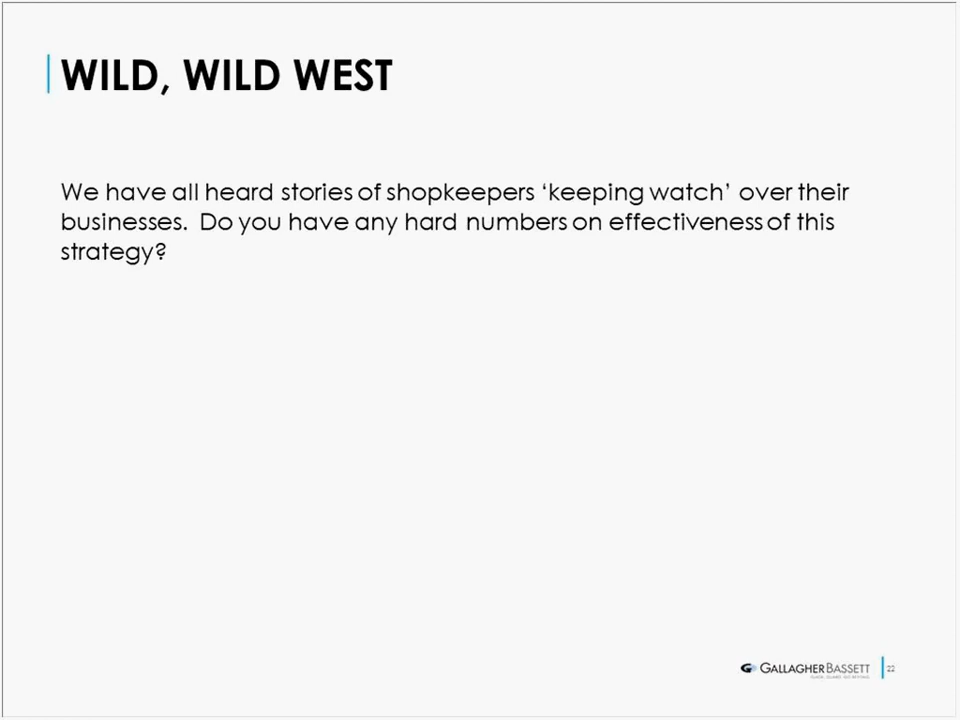 WILD, WILD WEST
We have all heard stories of shopkeepers ‘keeping watch’ over their
businesses.  Do you have any hard numbers on effectiveness of this
strategy?
GALLAGHER BASSETT
22